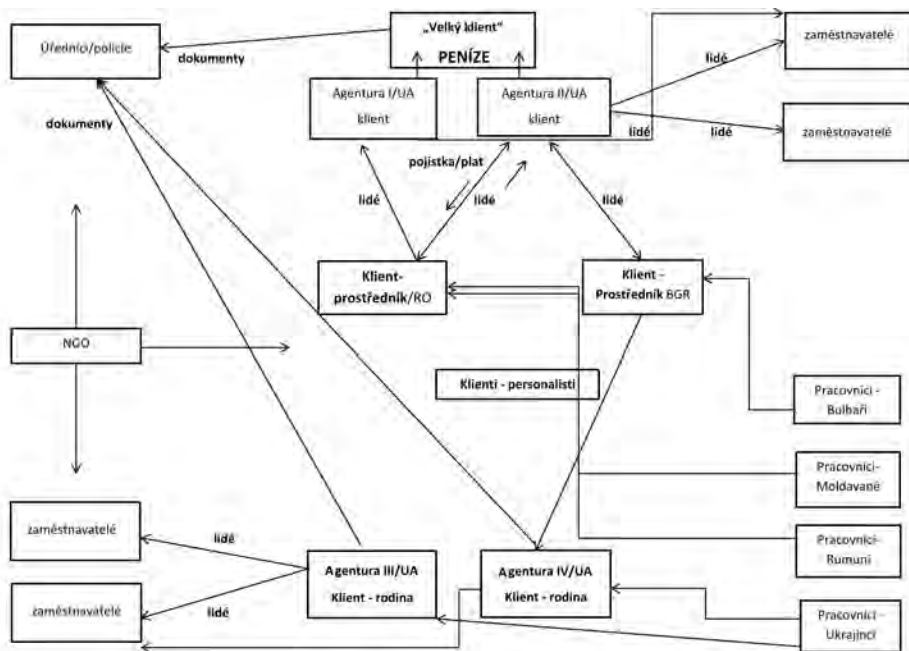 Úředníci/policie
„Velký klient“
PENÍZE
zaměstnavatelé
dokumenty
lidé
Agentura I/UA
klient
Agentura II/UA
klient
zaměstnavatelé
dokumenty
lidé
lidé
pojistka/plat
lidé
lidé
lidé
Klient-
prostředník/RO
Klient -
Prostředník BGR
NGO
Klienti - personalisti
Pracovníci -
Bulhaři
Pracovníci-
Moldavané
zaměstnavatelé
lidé
Pracovníci-
Rumuni
Agentura III/UA
Klient - rodina
Agentura IV/UA
Klient - rodina
zaměstnavatelé
lidé
Pracovníci -
Ukrajinci